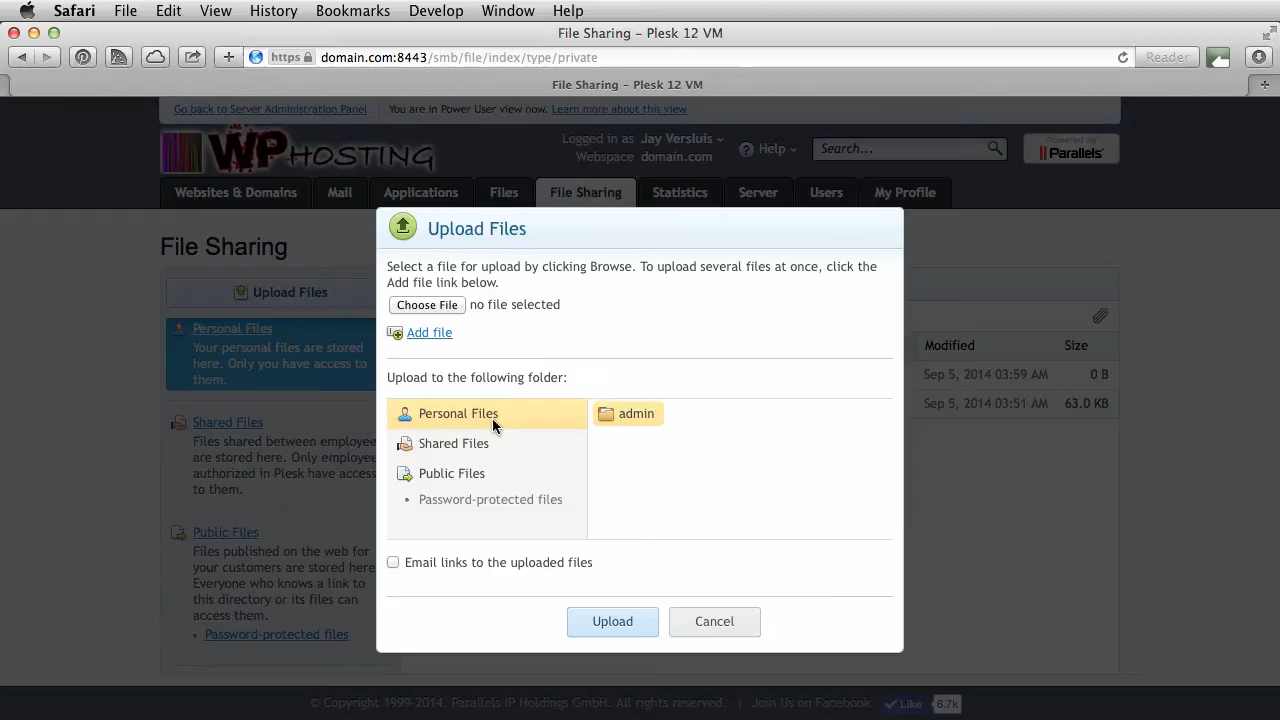 Safari File Edit View History Bookmarks Develop Window Help
File Sharing – Plesk 12 VM
https domain.com:8443/smb/file/index/type/private Reader
File Sharing – Plesk 12 VM
Go back to Server Administration Panel You are in Power User view now. Learn more about this view
WP HOSTING
Logged in as Jay Versluis
Webspace domain.com
Help
Search...
Powered by
Parallels
Websites & Domains Mail Applications Files File Sharing Statistics Server Users My Profile
File Sharing
Upload Files
Personal Files
Your personal files are stored
here. Only you have access to
them.
Shared Files
Files shared between employee
are stored here. Only employee
authorized in Plesk have access
to them.
Public Files
Files published on the web for
your customers are stored here
Everyone who knows a link to
this directory or its files can
access them.
• Password-protected files
Upload Files
Select a file for upload by clicking Browse. To upload several files at once, click the
Add file link below.
Choose File no file selected
Add file
Upload to the following folder:
Personal Files admin
Shared Files
Public Files
• Password-protected files
Email links to the uploaded files
Upload Cancel
Modified Size
Sep 5, 2014 03:59 AM 0 B
Sep 5, 2014 03:51 AM 63.0 KB
© Copyright 1999-2014. Parallels IP Holdings GmbH. All rights reserved. Join Us on Facebook Like 6.7k